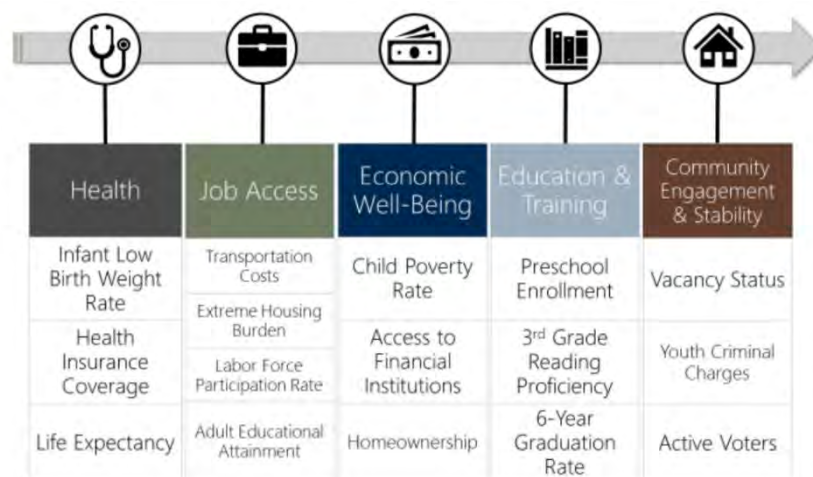 Health
Infant Low
Birth Weight
Rate
Health
Insurance
Coverage
Life Expectancy
Job Access
Transportation
Costs
Extreme Housing
Burden
Labor Force
Participation Rate
Adult Educational
Attainment
Economic
Well-Being
Child Poverty
Rate
Access to
Financial
Institutions
Homeownership
Education &
Training
Preschool
Enrollment
3rd Grade
Reading
Proficiency
6-Year
Graduation
Rate
Community
Engagement
& Stability
Vacancy Status
Youth Criminal
Charges
Active Voters